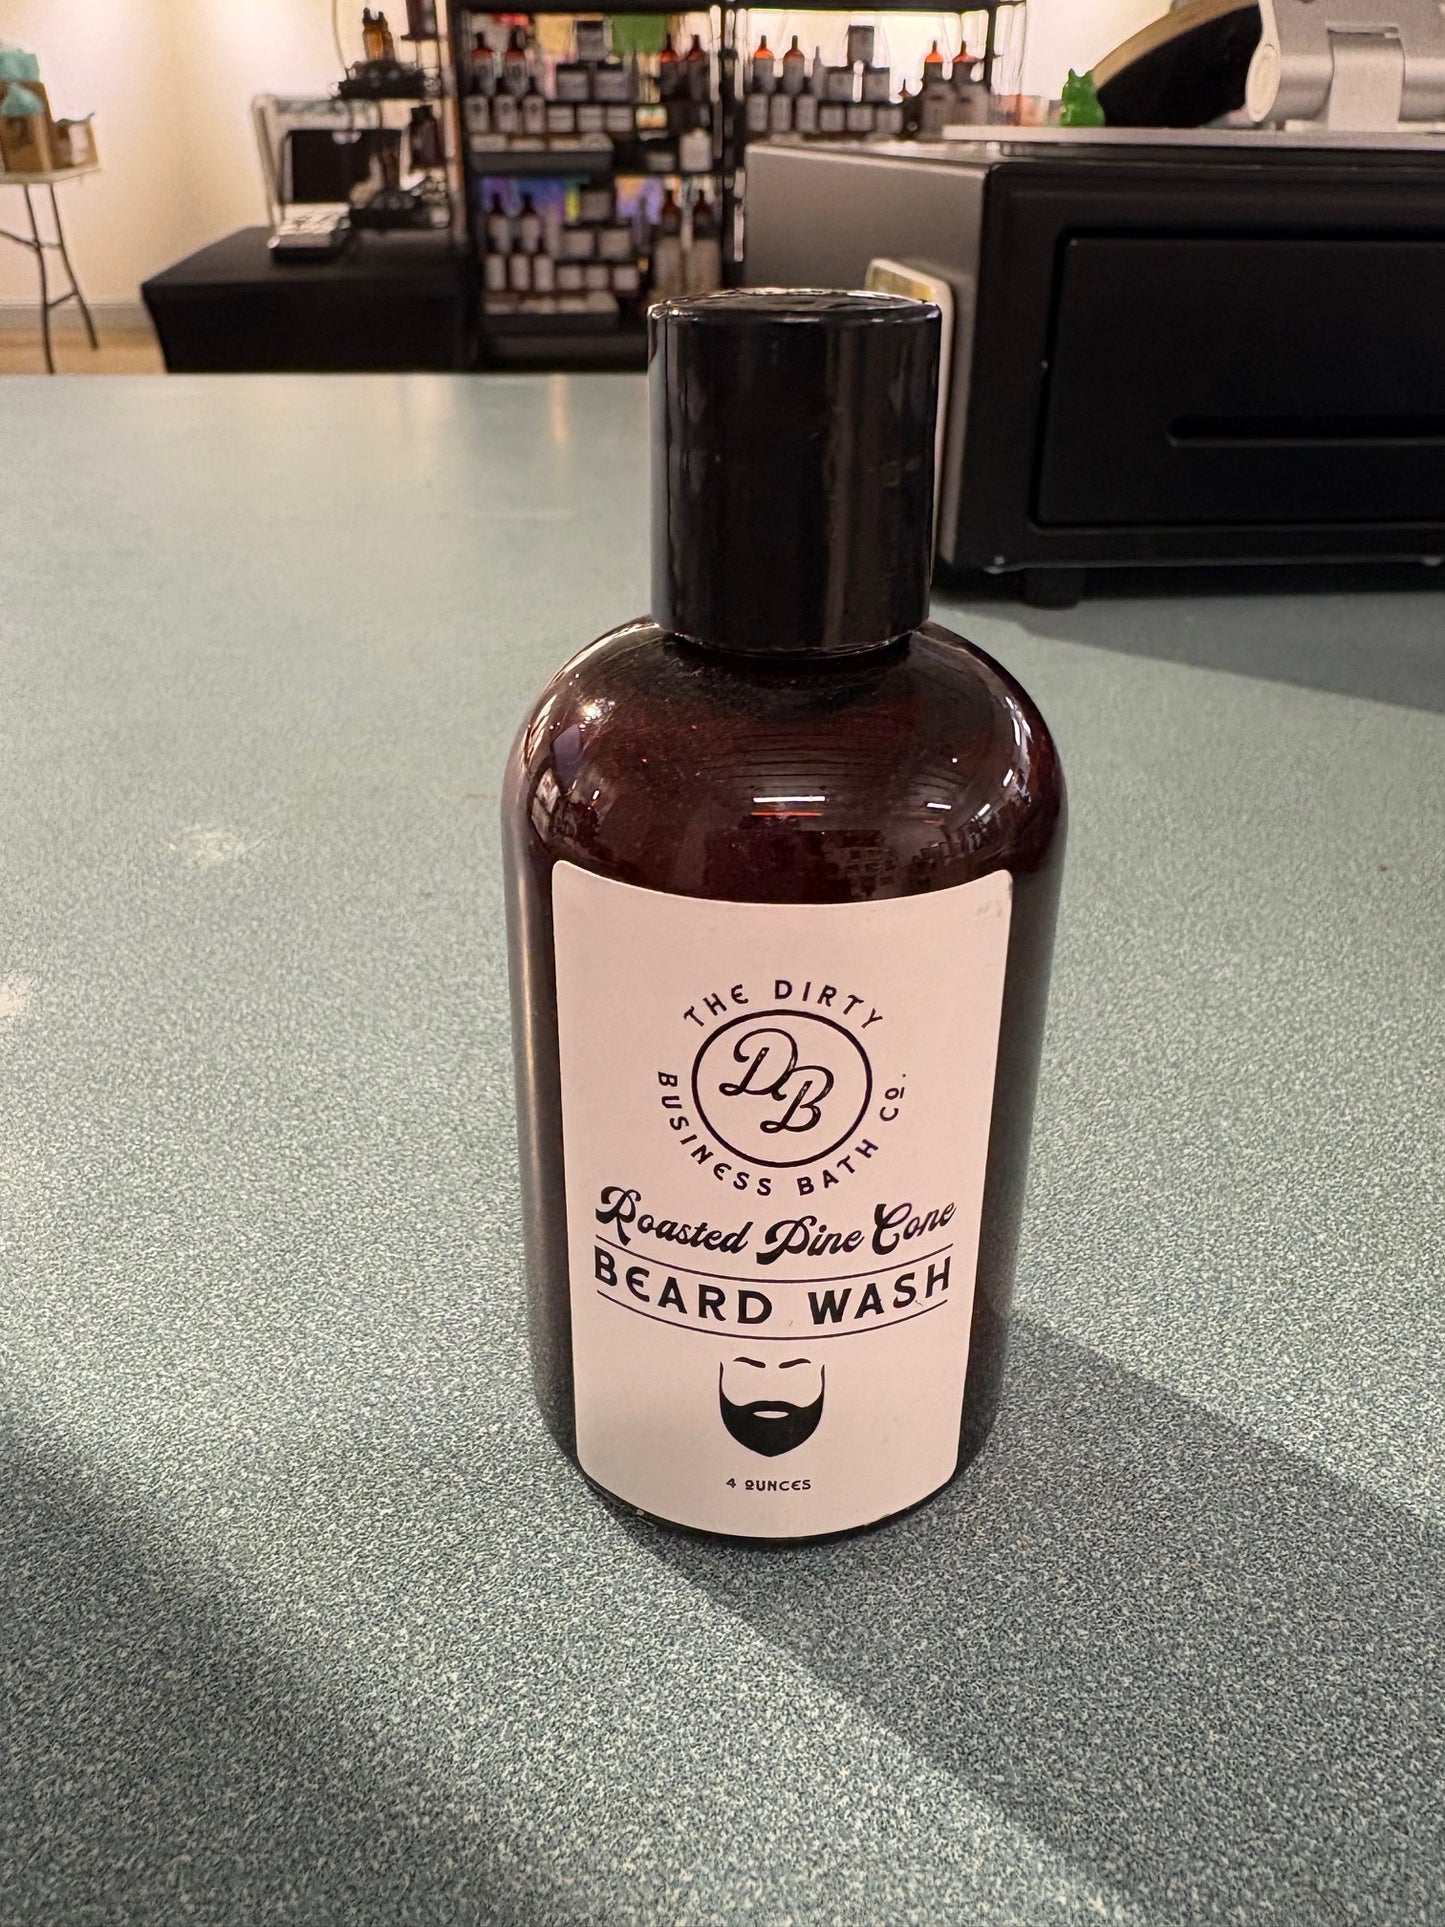 THE DIRTY
BUSINESS BATH CO.
DB
Roasted Pine Cone
BEARD WASH
4 OUNCES